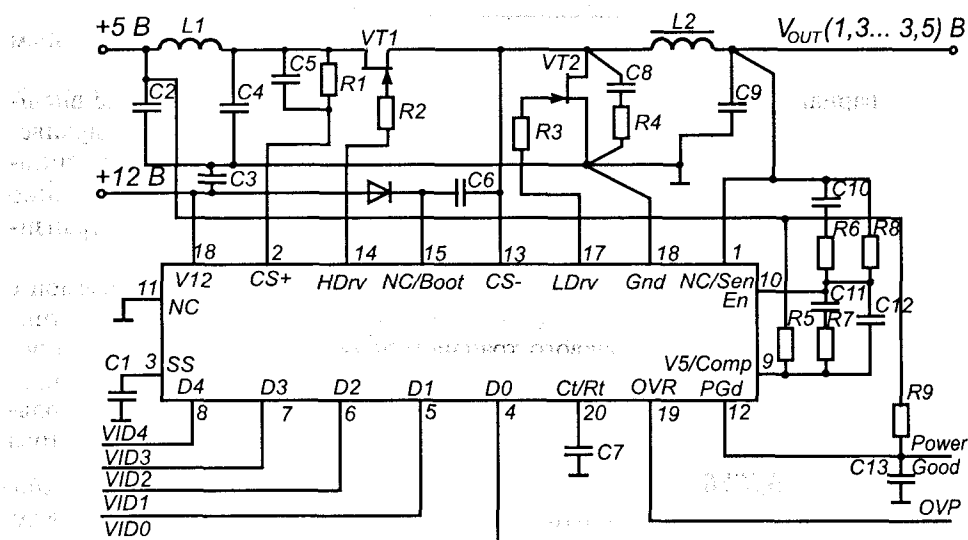 +5 В
L1
VT1
L2
V_OUT (1,3... 3,5) В
C2
C4
C5
R1
R2
VT2
C8
R3
R4
C9
+12 В
C3
C6
C10
R6
R8
18
2
14
15
13
17
18
1
V12
CS+
HDrv
NC/Boot
CS-
LDrv
Gnd
NC/Sen
En
10
11
NC
C11
C12
R5
R7
C1
3
SS
V5/Comp
9
D4
D3
D2
D1
D0
Ct/Rt
OVR
PGd
8
7
6
5
4
20
19
12
R9
VID4
VID3
VID2
VID1
VID0
C7
Power
Good
C13
OVP